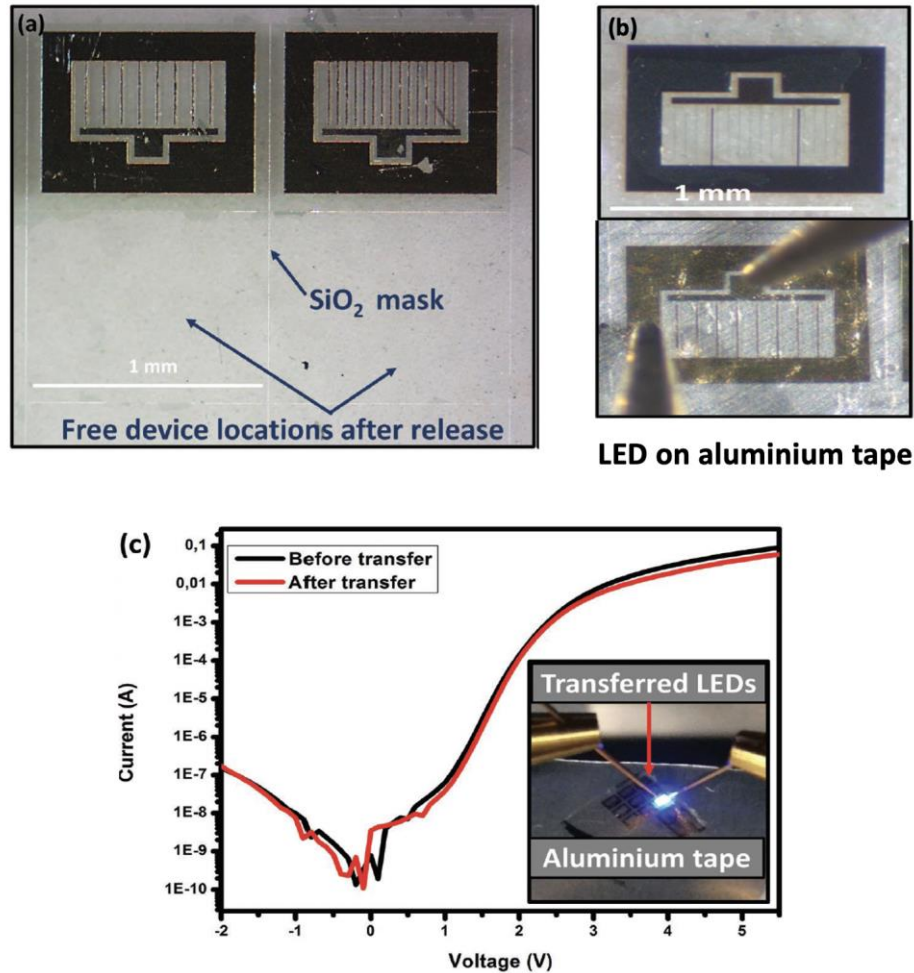 (a)
SiO₂ mask
1 mm
Free device locations after release
(b)
1 mm
LED on aluminium tape
(c)
Before transfer
After transfer
0,1
0,01
1E-3
1E-4
1E-5
1E-6
1E-7
1E-8
1E-9
1E-10
Current (A)
Transferred LEDs
Aluminium tape
-2 -1 0 1 2 3 4 5
Voltage (V)